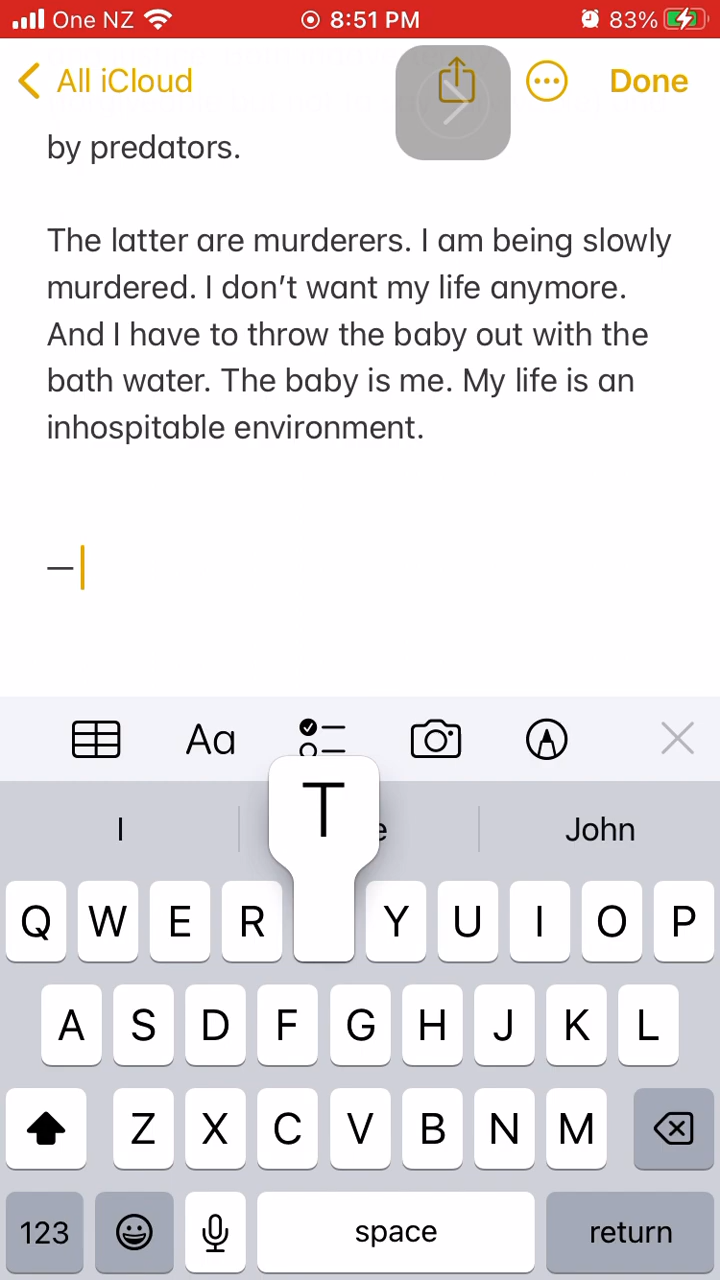 One NZ 8:51 PM 83%
All iCloud Done
by predators.
The latter are murderers. I am being slowly
murdered. I don't want my life anymore.
And I have to throw the baby out with the
bath water. The baby is me. My life is an
inhospitable environment.
—
Aa
I John
T
Q W E R Y U I O P
A S D F G H J K L
Z X C V B N M
123 space return